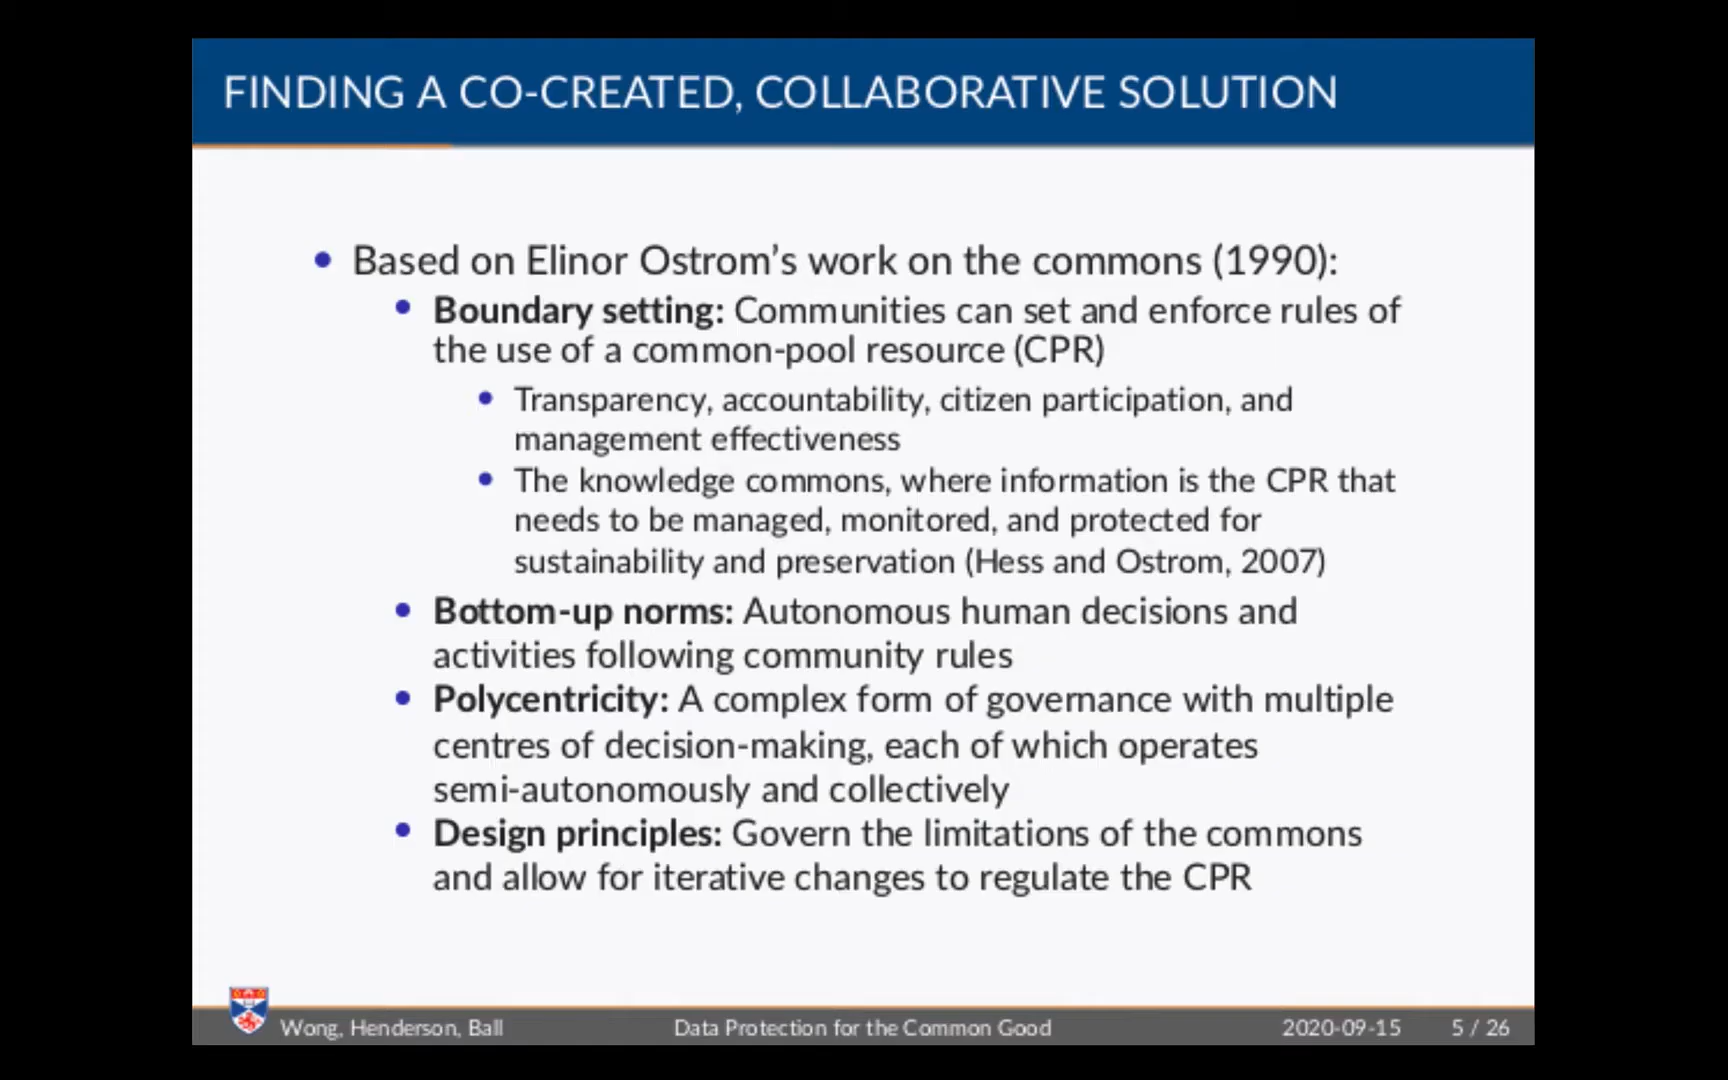 FINDING A CO-CREATED, COLLABORATIVE SOLUTION
Based on Elinor Ostrom’s work on the commons (1990):
Boundary setting: Communities can set and enforce rules of
the use of a common-pool resource (CPR)
Transparency, accountability, citizen participation, and
management effectiveness
The knowledge commons, where information is the CPR that
needs to be managed, monitored, and protected for
sustainability and preservation (Hess and Ostrom, 2007)
Bottom-up norms: Autonomous human decisions and
activities following community rules
Polycentricity: A complex form of governance with multiple
centres of decision-making, each of which operates
semi-autonomously and collectively
Design principles: Govern the limitations of the commons
and allow for iterative changes to regulate the CPR
Wong, Henderson, Ball Data Protection for the Common Good 2020-09-15 5 / 26